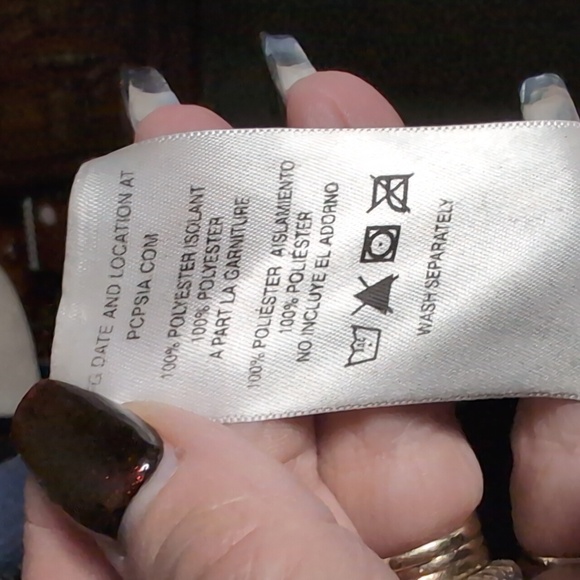 G DATE AND LOCATION AT
PCPSIA.COM
100% POLYESTER ISOLANT
100% POLYESTER
A PART LA GARNITURE
100% POLIÉSTER AISLAMIENTO
100% POLIÉSTER
NO INCLUYE EL ADORNO
WASH SEPARATELY